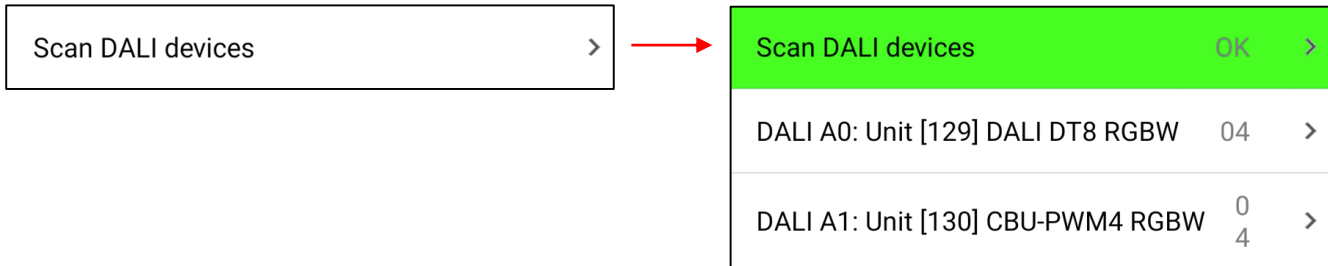 Scan DALI devices >
Scan DALI devices OK >
DALI A0: Unit [129] DALI DT8 RGBW 04 >
DALI A1: Unit [130] CBU-PWM4 RGBW 0
4 >